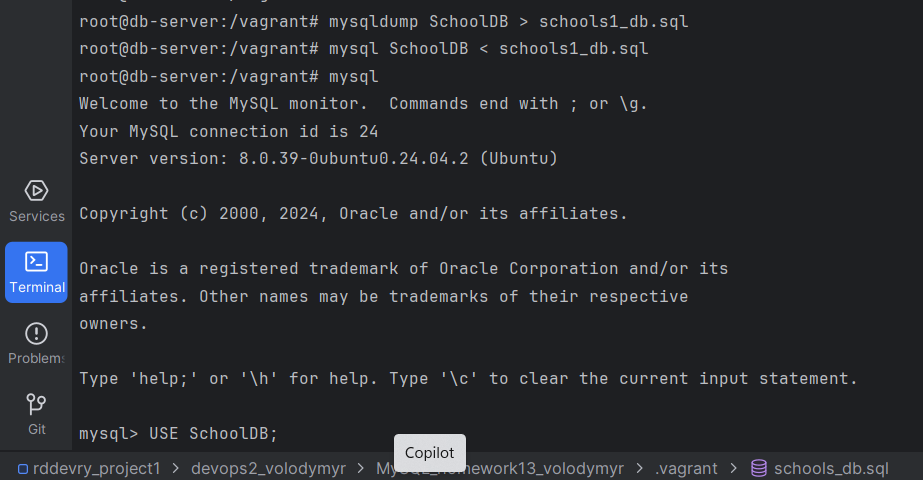 root@db-server:/vagrant# mysqldump SchoolDB > schools1_db.sql
root@db-server:/vagrant# mysql SchoolDB < schools1_db.sql
root@db-server:/vagrant# mysql
Welcome to the MySQL monitor.  Commands end with ; or \g.
Your MySQL connection id is 24
Server version: 8.0.39-0ubuntu0.24.04.2 (Ubuntu)
Copyright (c) 2000, 2024, Oracle and/or its affiliates.
Oracle is a registered trademark of Oracle Corporation and/or its
affiliates. Other names may be trademarks of their respective
owners.
Type 'help;' or '\h' for help. Type '\c' to clear the current input statement.
mysql> USE SchoolDB;
Services
Terminal
Problems
Git
Copilot
rddevry_project1 > devops2_volodymyr > > .vagrant > schools_db.sql